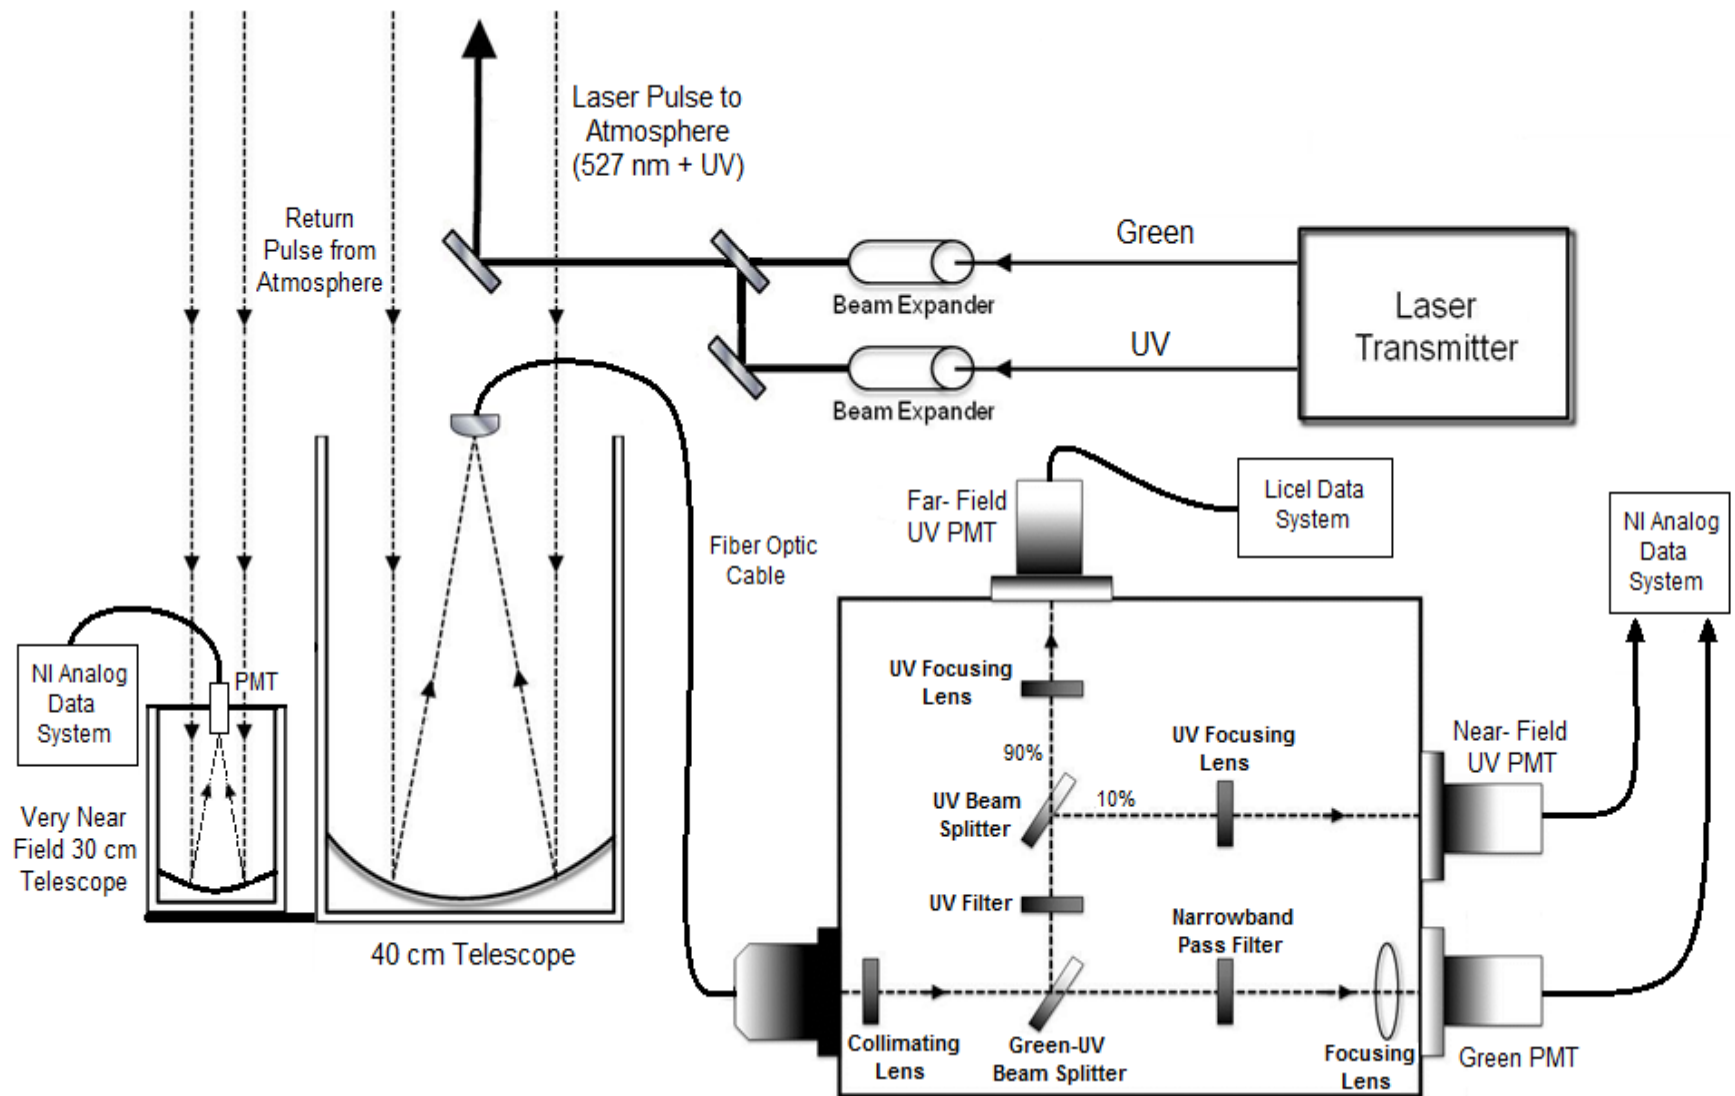 Laser Pulse to
Atmosphere
(527 nm + UV)
Return
Pulse from
Atmosphere
Green
Beam Expander
UV
Beam Expander
Laser
Transmitter
Far- Field
UV PMT
Licel Data
System
NI Analog
Data
System
Fiber Optic
Cable
NI Analog
Data
System
PMT
Very Near
Field 30 cm
Telescope
40 cm Telescope
UV Focusing
Lens
90%
UV Beam
Splitter
10%
UV Focusing
Lens
Near- Field
UV PMT
UV Filter
Narrowband
Pass Filter
Collimating
Lens
Green-UV
Beam Splitter
Focusing
Lens
Green PMT